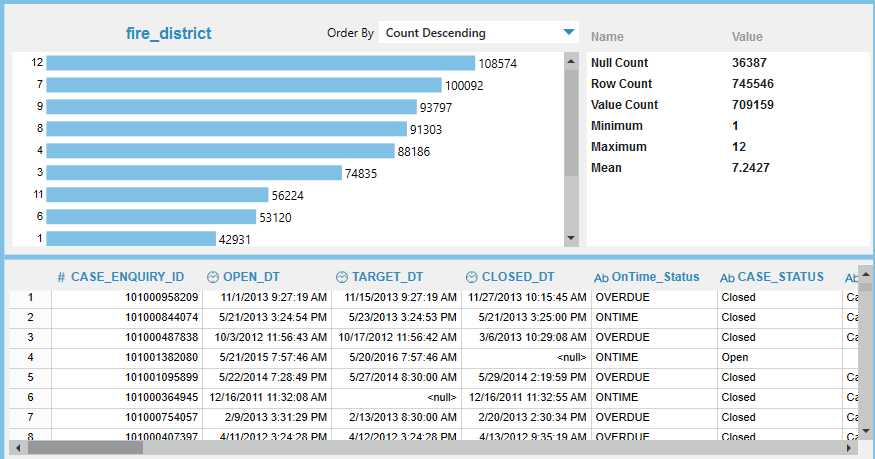 fire_district Order By Count Descending
Name Value
12 108574
7 100092
9 93797
8 91303
4 88186
3 74835
11 56224
6 53120
1 42931
Null Count 36387
Row Count 745546
Value Count 709159
Minimum 1
Maximum 12
Mean 7.2427
# CASE_ENQUIRY_ID OPEN_DT TARGET_DT CLOSED_DT Ab OnTime_Status Ab CASE_STATUS Ab
1 101000958209 11/1/2013 9:27:19 AM 11/15/2013 9:27:19 AM 11/27/2013 10:15:45 AM OVERDUE Closed Ca
2 101000844074 5/21/2013 3:24:54 PM 5/23/2013 3:24:53 PM 5/21/2013 3:25:00 PM ONTIME Closed Ca
3 101000487838 10/3/2012 11:56:43 AM 10/17/2012 11:56:42 AM 3/6/2013 10:29:08 AM OVERDUE Closed Ca
4 101001382080 5/21/2015 7:57:46 AM 5/20/2016 7:57:46 AM <null> ONTIME Open
5 101001095899 5/22/2014 7:28:49 PM 5/27/2014 8:30:00 AM 5/29/2014 2:19:59 PM OVERDUE Closed Ca
6 101000364945 12/16/2011 11:32:08 AM <null> 12/16/2011 11:32:55 AM ONTIME Closed Ca
7 101000754057 2/9/2013 3:31:29 PM 2/13/2013 8:30:00 AM 2/20/2013 2:30:34 PM OVERDUE Closed Ca
8 101000407397 4/11/2012 3:24:28 PM 4/12/2012 3:24:28 PM 4/13/2012 9:35:19 AM OVERDUE Closed Ca